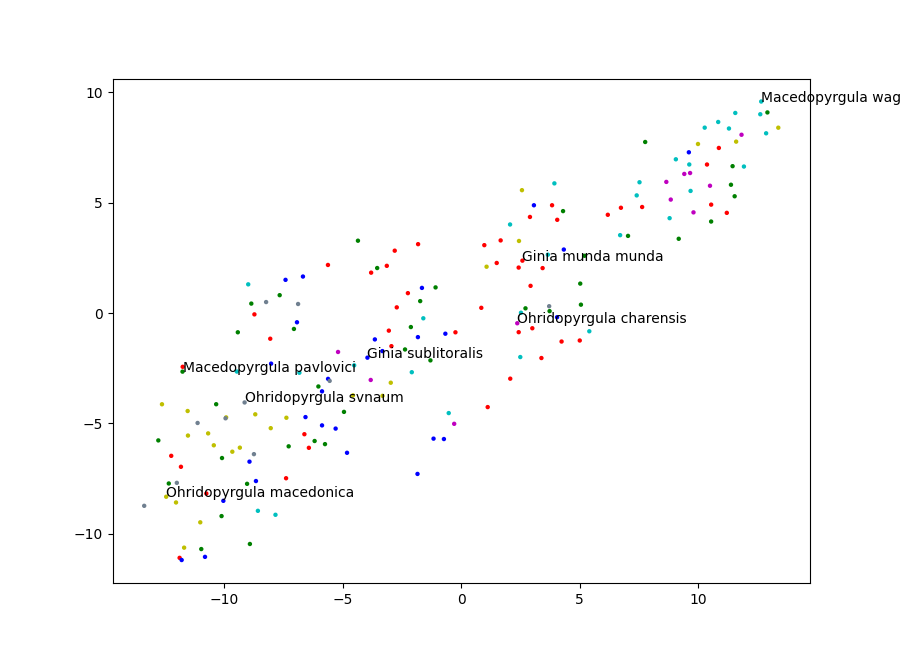 10
Macedopyrgula wag
5
Ginia munda munda
0
Ohridopyrgula charensis
Ginia sublitoralis
Macedopyrgula pavlovici
Ohridopyrgula svnaum
−5
Ohridopyrgula macedonica
−10
−10 −5 0 5 10